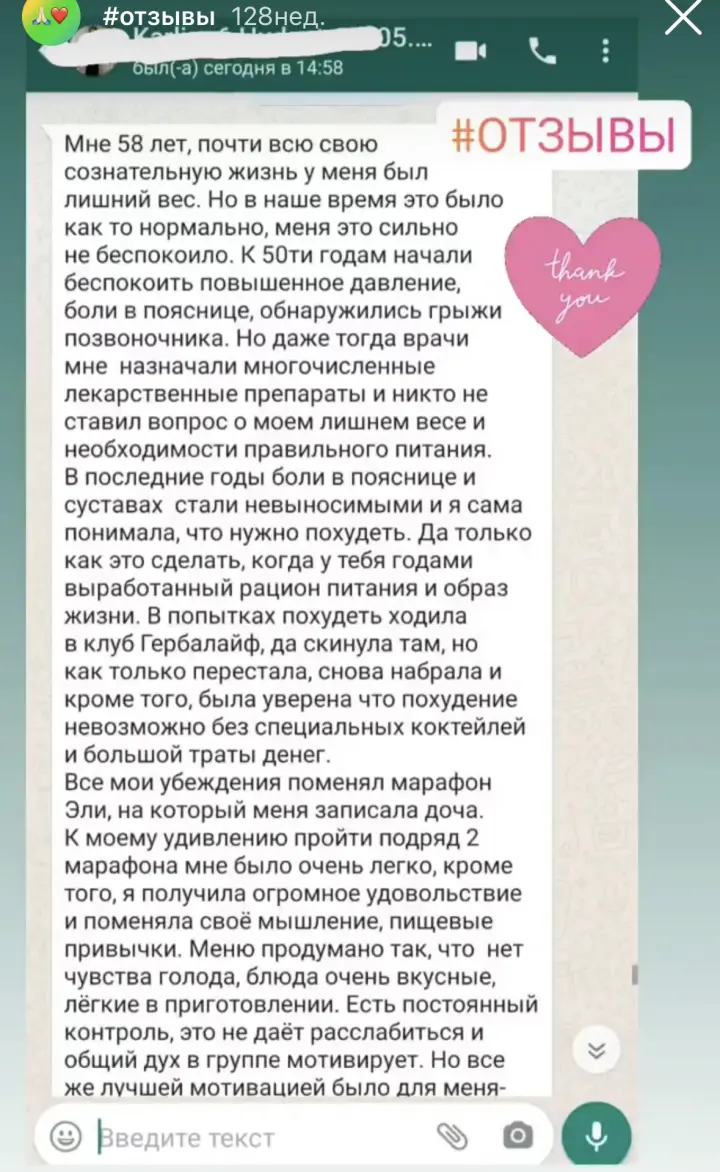 #отзывы 128нед.
05....
был(-а) сегодня в 14:58
#ОТЗЫВЫ
thank
you
Мне 58 лет, почти всю свою
сознательную жизнь у меня был
лишний вес. Но в наше время это было
как то нормально, меня это сильно
не беспокоило. К 50ти годам начали
беспокоить повышенное давление,
боли в пояснице, обнаружились грыжи
позвоночника. Но даже тогда врачи
мне  назначали многочисленные
лекарственные препараты и никто не
ставил вопрос о моем лишнем весе и
необходимости правильного питания.
В последние годы боли в пояснице и
суставах  стали невыносимыми и я сама
понимала, что нужно похудеть. Да только
как это сделать, когда у тебя годами
выработанный рацион питания и образ
жизни. В попытках похудеть ходила
в клуб Гербалайф, да скинула там, но
как только перестала, снова набрала и
кроме того, была уверена что похудение
невозможно без специальных коктейлей
и большой траты денег.
Все мои убеждения поменял марафон
Эли, на который меня записала доча.
К моему удивлению пройти подряд 2
марафона мне было очень легко, кроме
того, я получила огромное удовольствие
и поменяла своё мышление, пищевые
привычки. Меню продумано так, что  нет
чувства голода, блюда очень вкусные,
лёгкие в приготовлении. Есть постоянный
контроль, это не даёт расслабиться и
общий дух в группе мотивирует. Но все
же лучшей мотивацией было для меня-
Введите текст